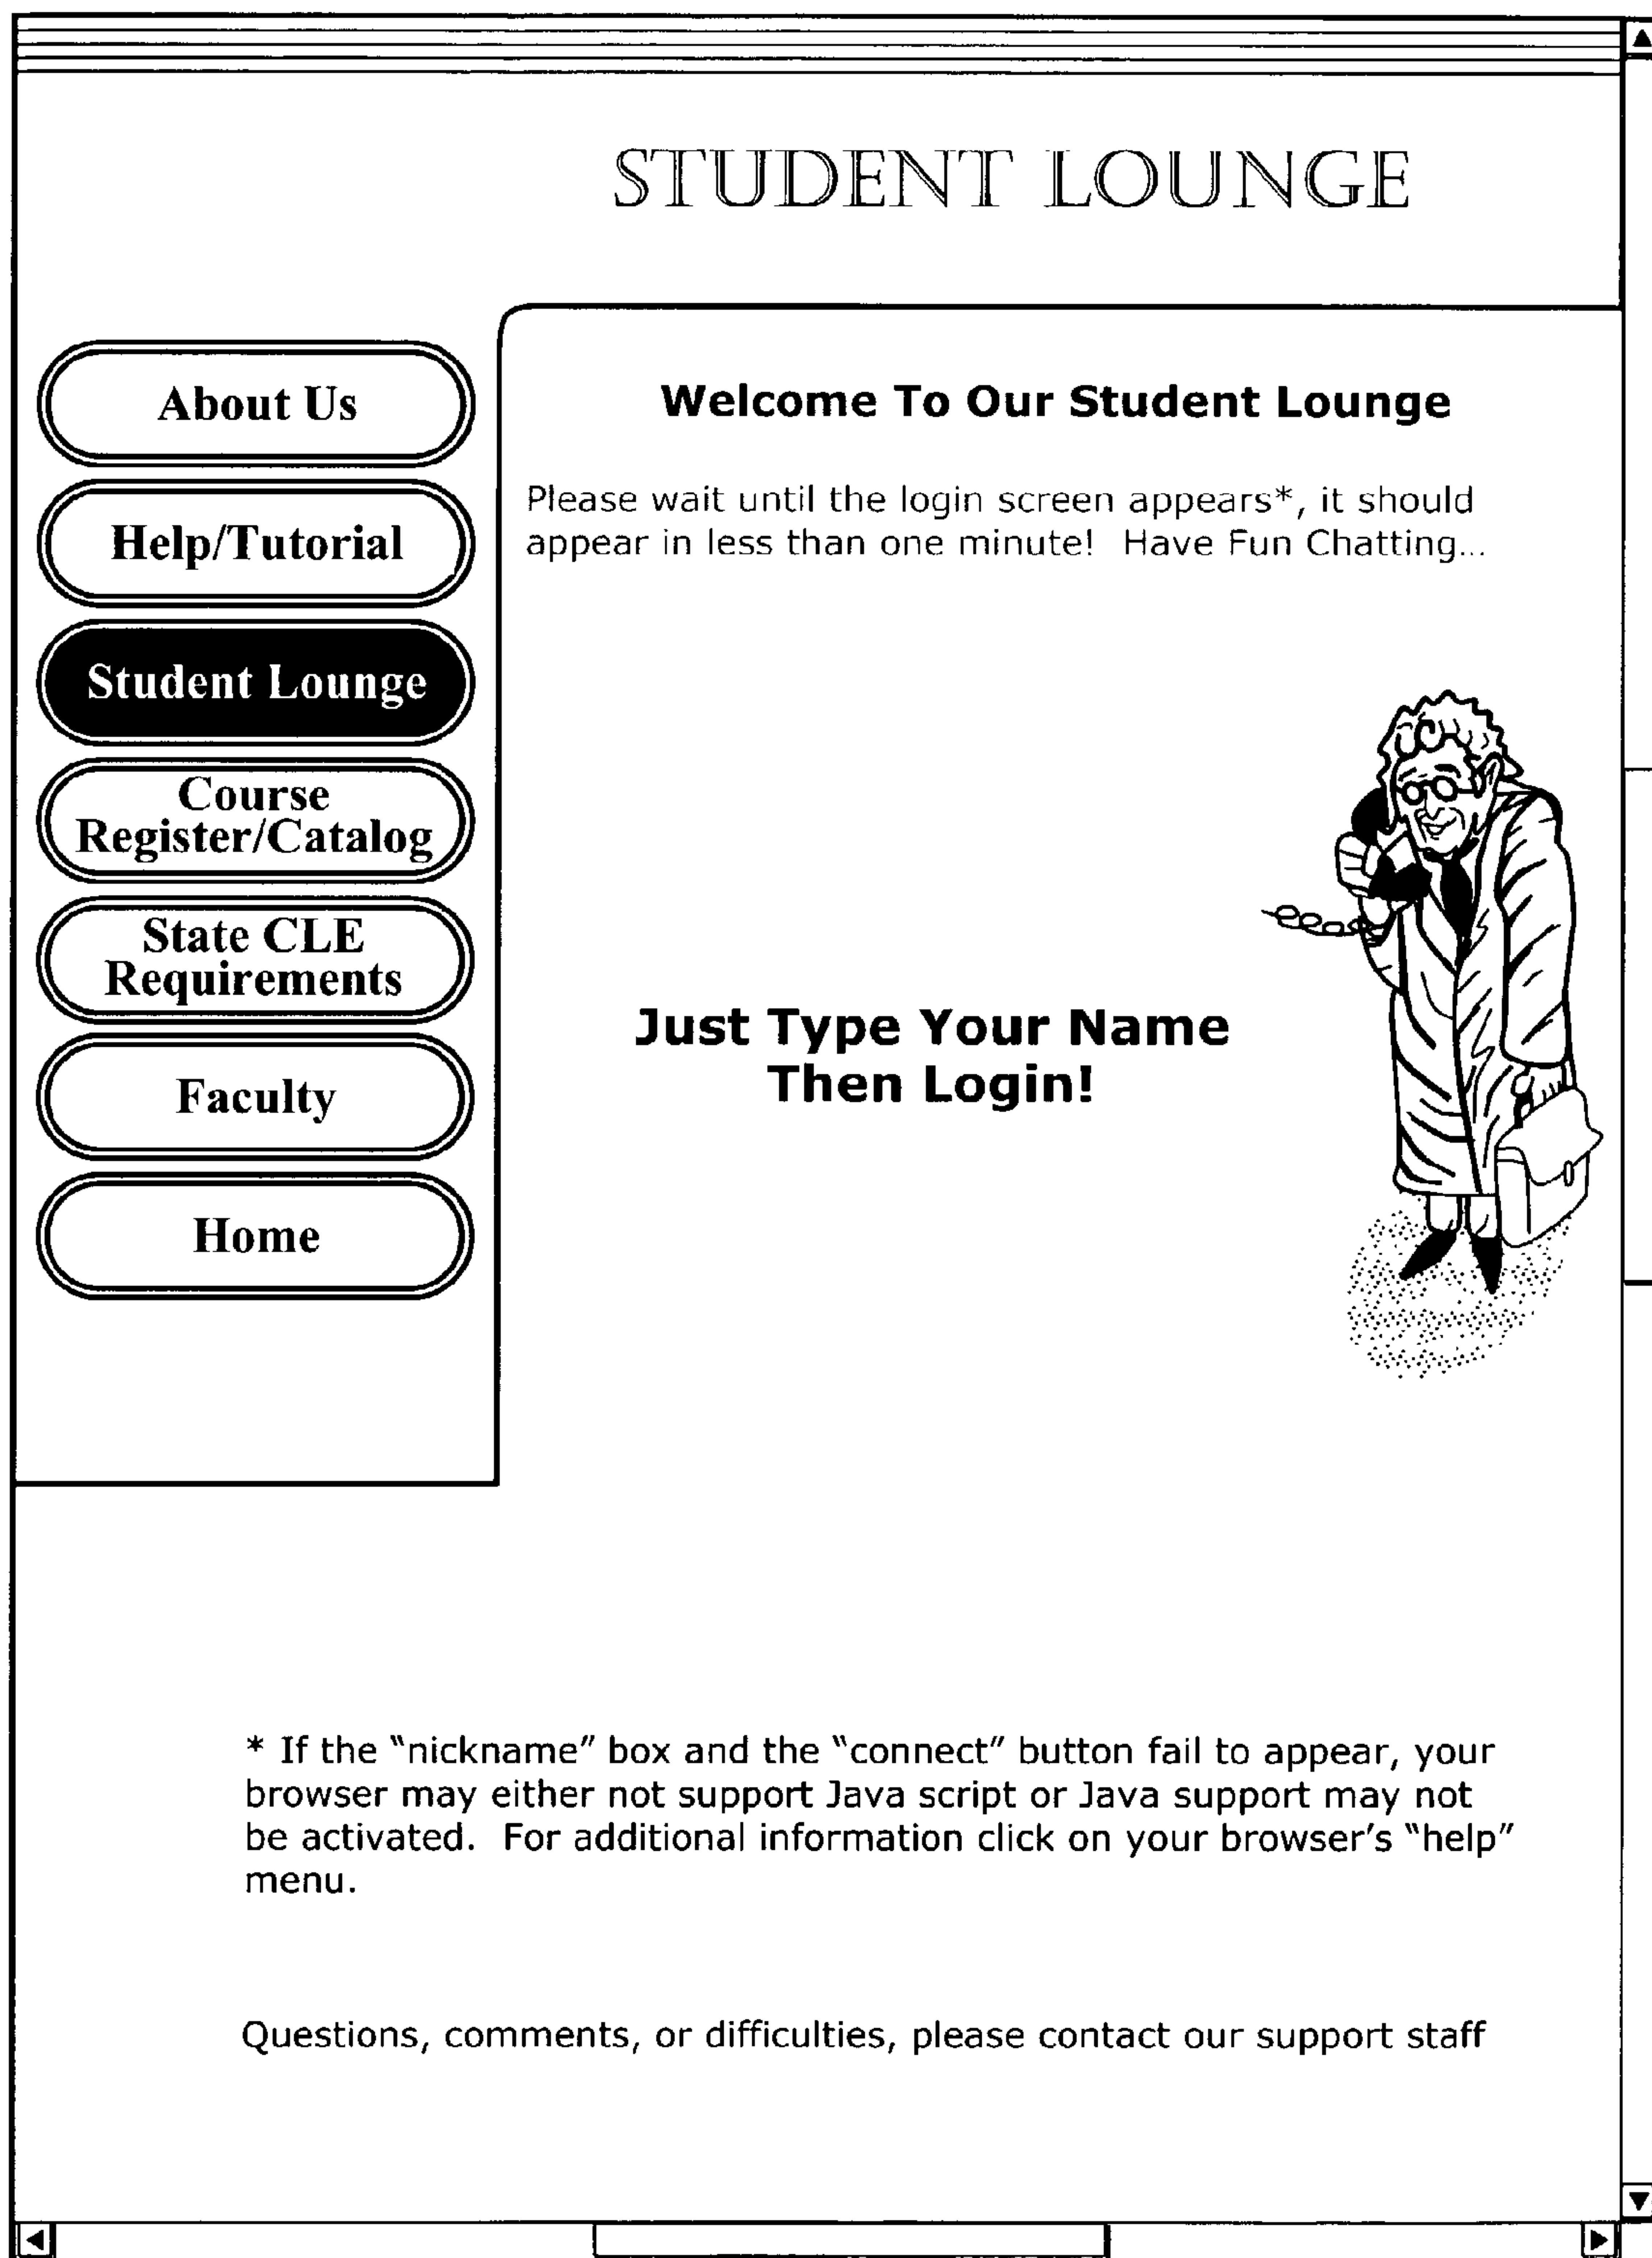 STUDENT LOUNGE
About Us
Help/Tutorial
Student Lounge
Course
Register/Catalog
State CLE
Requirements
Faculty
Home
Welcome To Our Student Lounge
Please wait until the login screen appears*, it should
appear in less than one minute!  Have Fun Chatting...
Just Type Your Name
Then Login!
* If the “nickname” box and the “connect” button fail to appear, your
browser may either not support Java script or Java support may not
be activated.  For additional information click on your browser’s “help”
menu.
Questions, comments, or difficulties, please contact our support staff